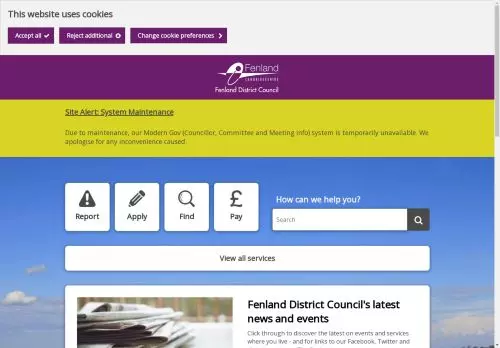 This website uses cookies
Accept all
Reject additional
Change cookie preferences
Fenland
CAMBRIDGESHIRE
Fenland District Council
Site Alert: System Maintenance
Due to maintenance, our Modern Gov (Councillor, Committee and Meeting info) system is temporarily unavailable. We
apologise for any inconvenience caused.
Report
Apply
Find
£
Pay
How can we help you?
Search
View all services
Fenland District Council's latest
news and events
Click through to discover the latest on events and services
where you live - and for links to our Facebook, Twitter and